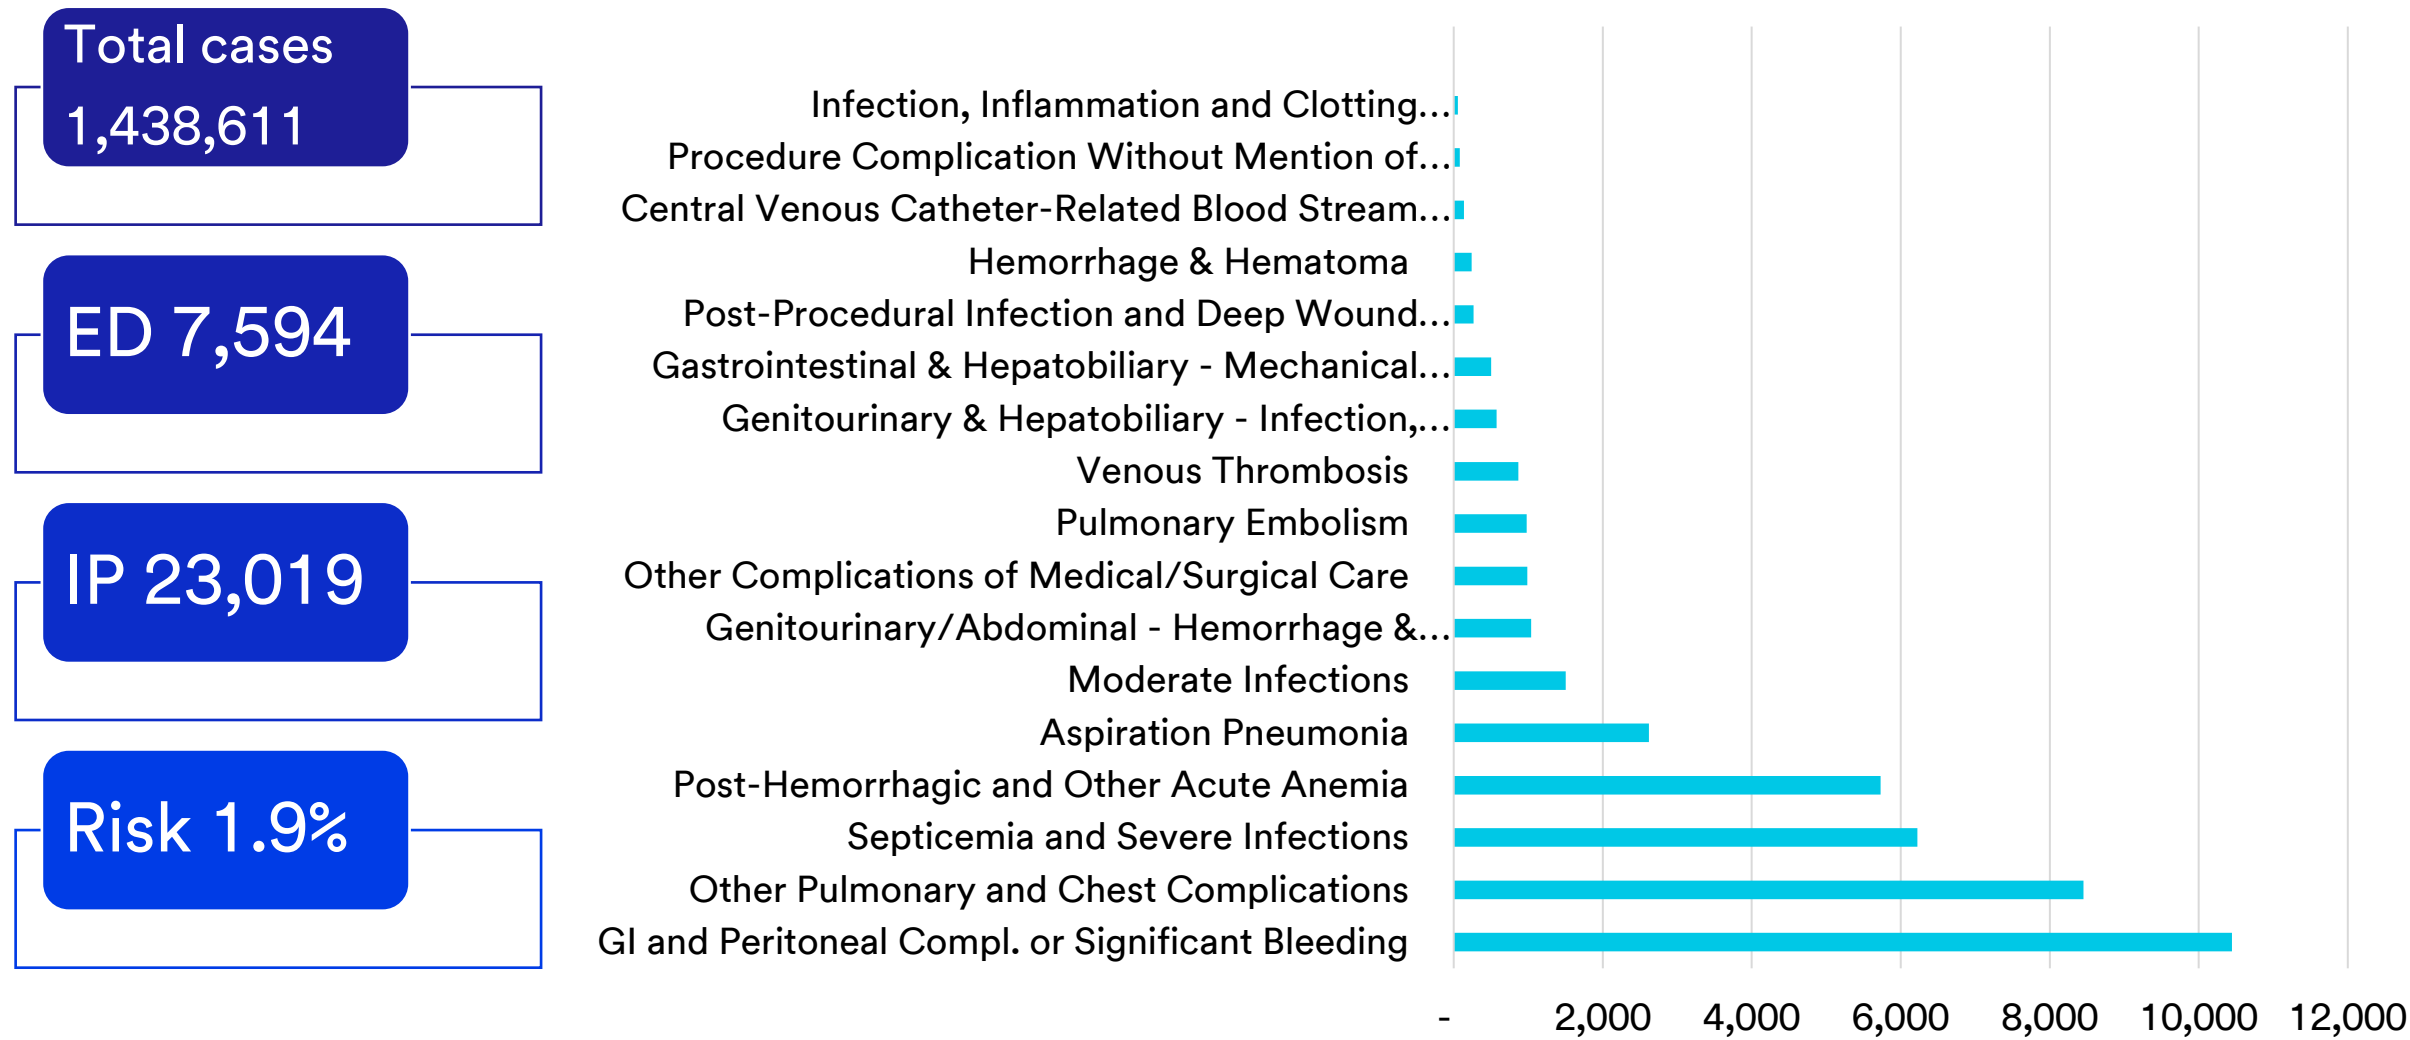 Total cases
1,438,611
ED 7,594
IP 23,019
Risk 1.9%
Infection, Inflammation and Clotting...
Procedure Complication Without Mention of...
Central Venous Catheter-Related Blood Stream...
Hemorrhage & Hematoma
Post-Procedural Infection and Deep Wound...
Gastrointestinal & Hepatobiliary - Mechanical...
Genitourinary & Hepatobiliary - Infection,...
Venous Thrombosis
Pulmonary Embolism
Other Complications of Medical/Surgical Care
Genitourinary/Abdominal - Hemorrhage &...
Moderate Infections
Aspiration Pneumonia
Post-Hemorrhagic and Other Acute Anemia
Septicemia and Severe Infections
Other Pulmonary and Chest Complications
GI and Peritoneal Compl. or Significant Bleeding
- 2,000 4,000 6,000 8,000 10,000 12,000